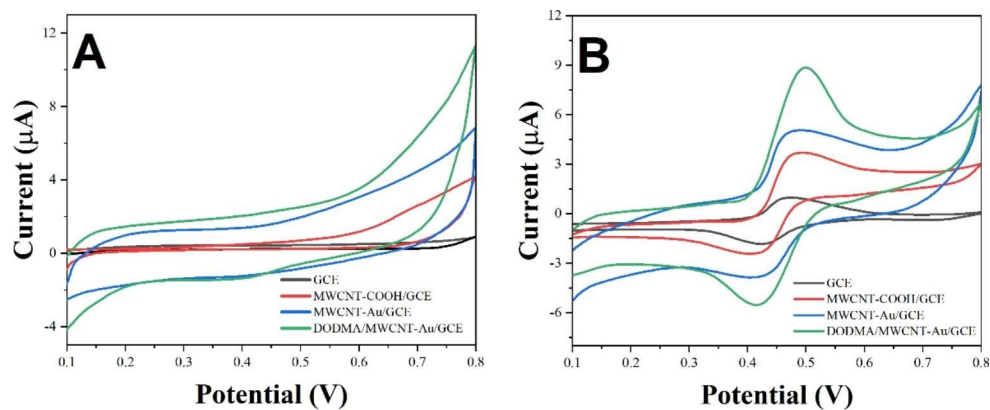 A
Current (μA)
12
8
4
0
-4
GCE
MWCNT-COOH/GCE
MWCNT-Au/GCE
DODMA/MWCNT-Au/GCE
0.1 0.2 0.3 0.4 0.5 0.6 0.7 0.8
Potential (V)
B
Current (μA)
12
9
6
3
0
-3
-6
GCE
MWCNT-COOH/GCE
MWCNT-Au/GCE
DODMA/MWCNT-Au/GCE
0.1 0.2 0.3 0.4 0.5 0.6 0.7 0.8
Potential (V)